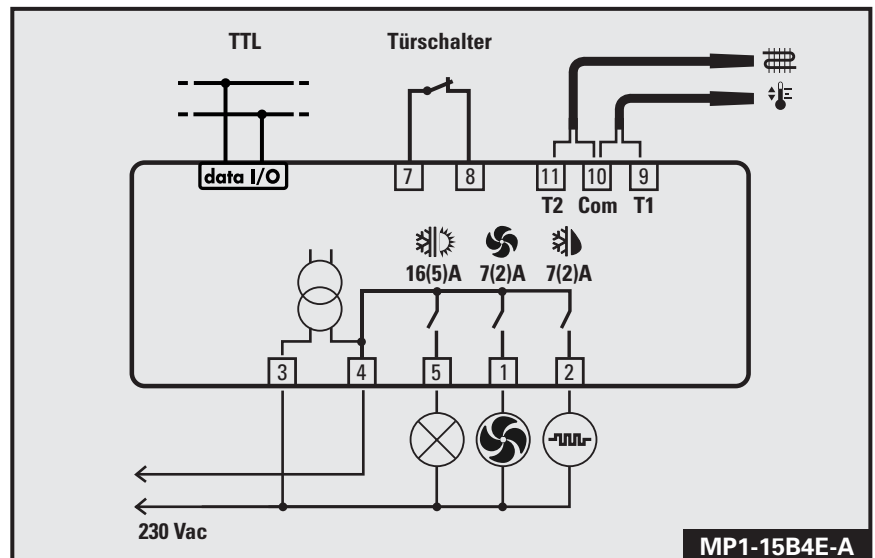 TTL Türschalter
data I/O 7 8 11 10 9
T2 Com T1
16(5)A 7(2)A 7(2)A
3 4 5 1 2
230 Vac
MP1-15B4E-A